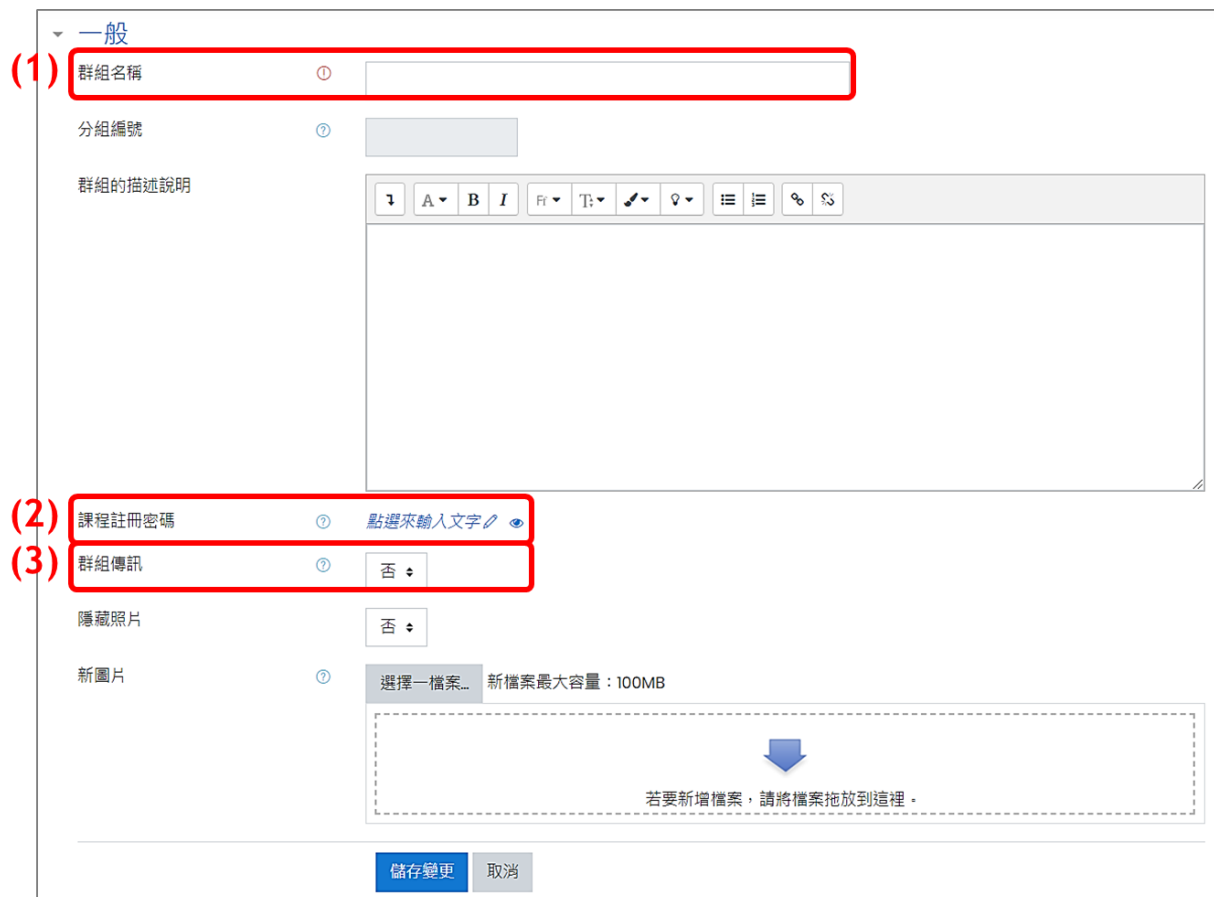 一般
(1) 群組名稱
分組編號
群組的描述說明
A B I Fr T
(2) 課程註冊密碼 點選來輸入文字
(3) 群組傳訊 否
隱藏照片 否
新圖片 選擇一檔案... 新檔案最大容量：100MB
若要新增檔案，請將檔案拖放到這裡。
儲存變更 取消